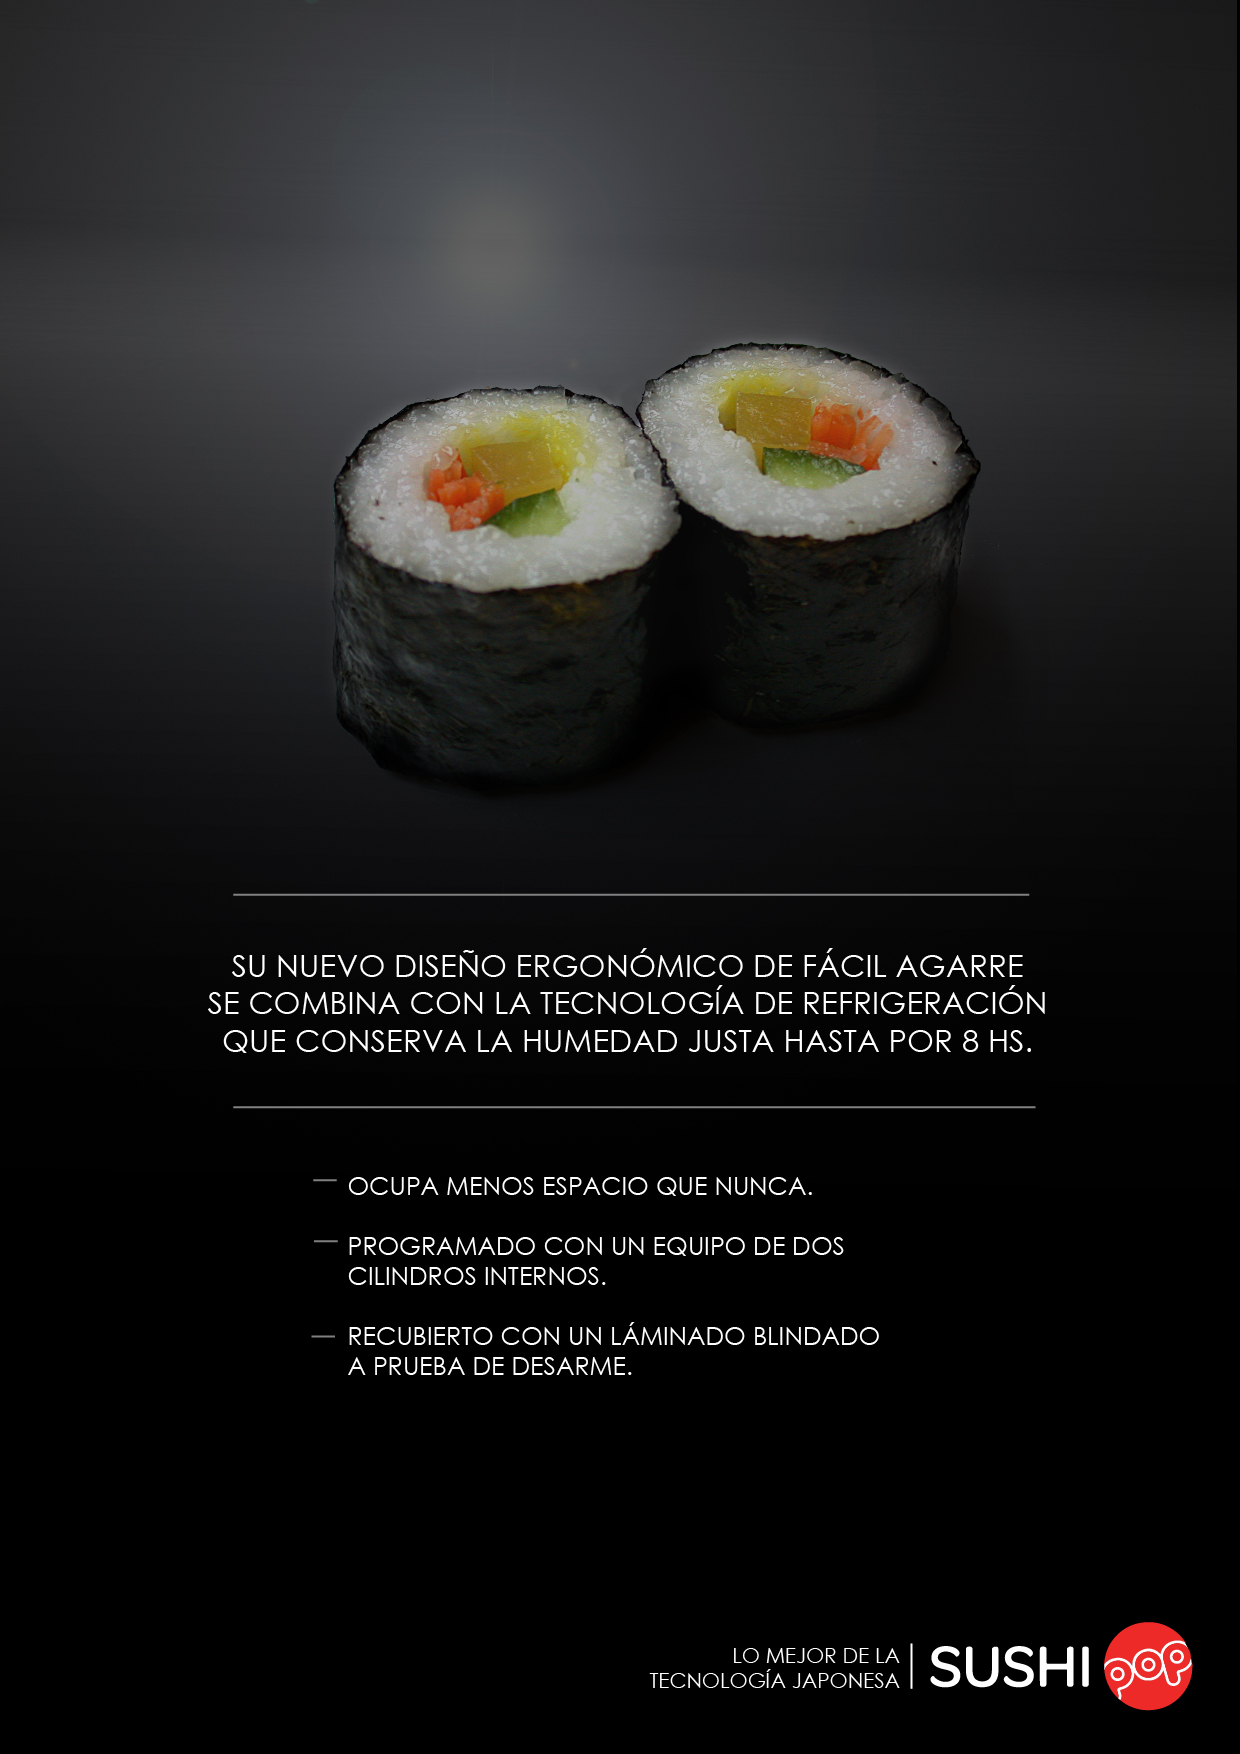 SU NUEVO DISEÑO ERGONÓMICO DE FÁCIL AGARRE
SE COMBINA CON LA TECNOLOGÍA DE REFRIGERACIÓN
QUE CONSERVA LA HUMEDAD JUSTA HASTA POR 8 HS.
— OCUPA MENOS ESPACIO QUE NUNCA.
— PROGRAMADO CON UN EQUIPO DE DOS
CILINDROS INTERNOS.
— RECUBIERTO CON UN LÁMINADO BLINDADO
A PRUEBA DE DESARME.
LO MEJOR DE LA
TECNOLOGÍA JAPONESA
SUSHI POP